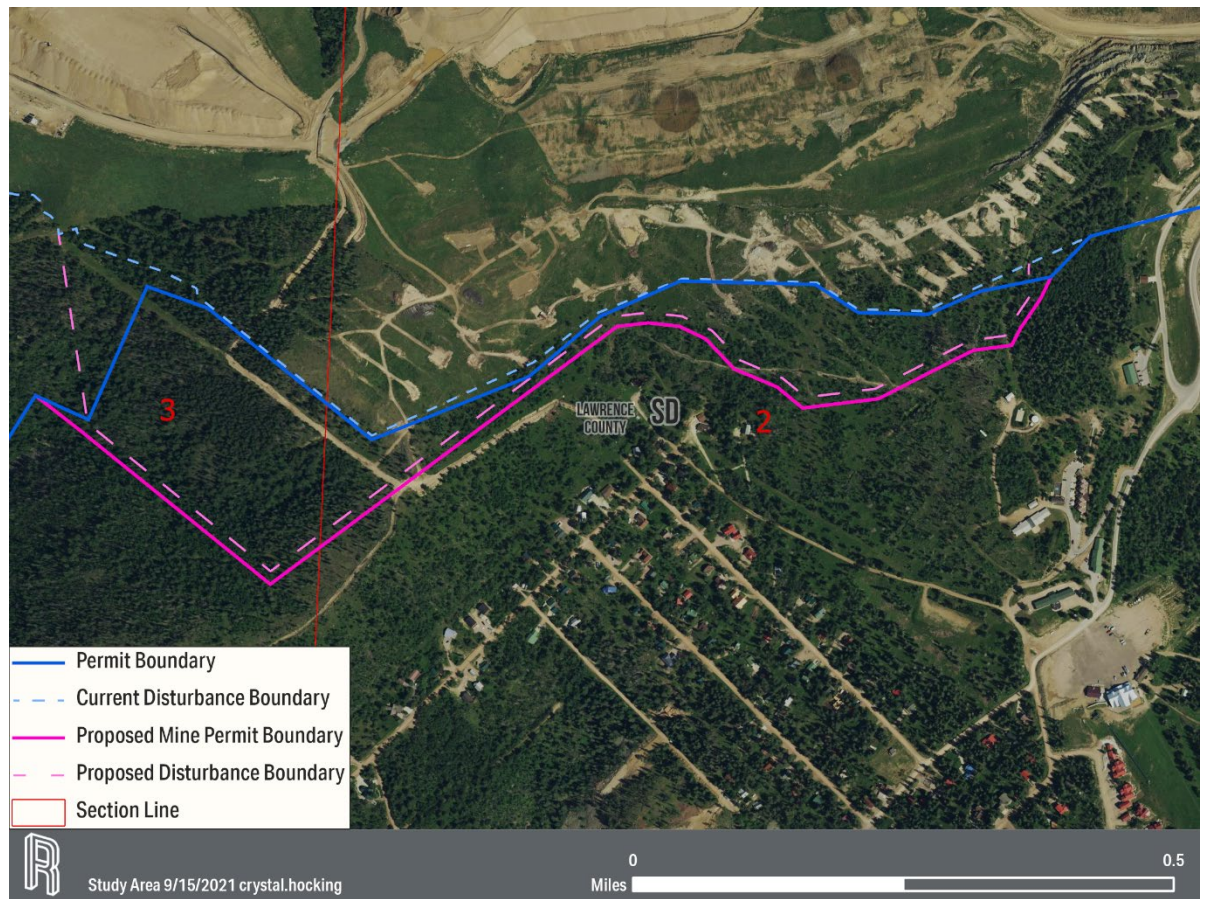 3
LAWRENCE
COUNTY
SD
2
Permit Boundary
Current Disturbance Boundary
Proposed Mine Permit Boundary
Proposed Disturbance Boundary
Section Line
R
Study Area 9/15/2021 crystal.hocking
Miles
0
0.5